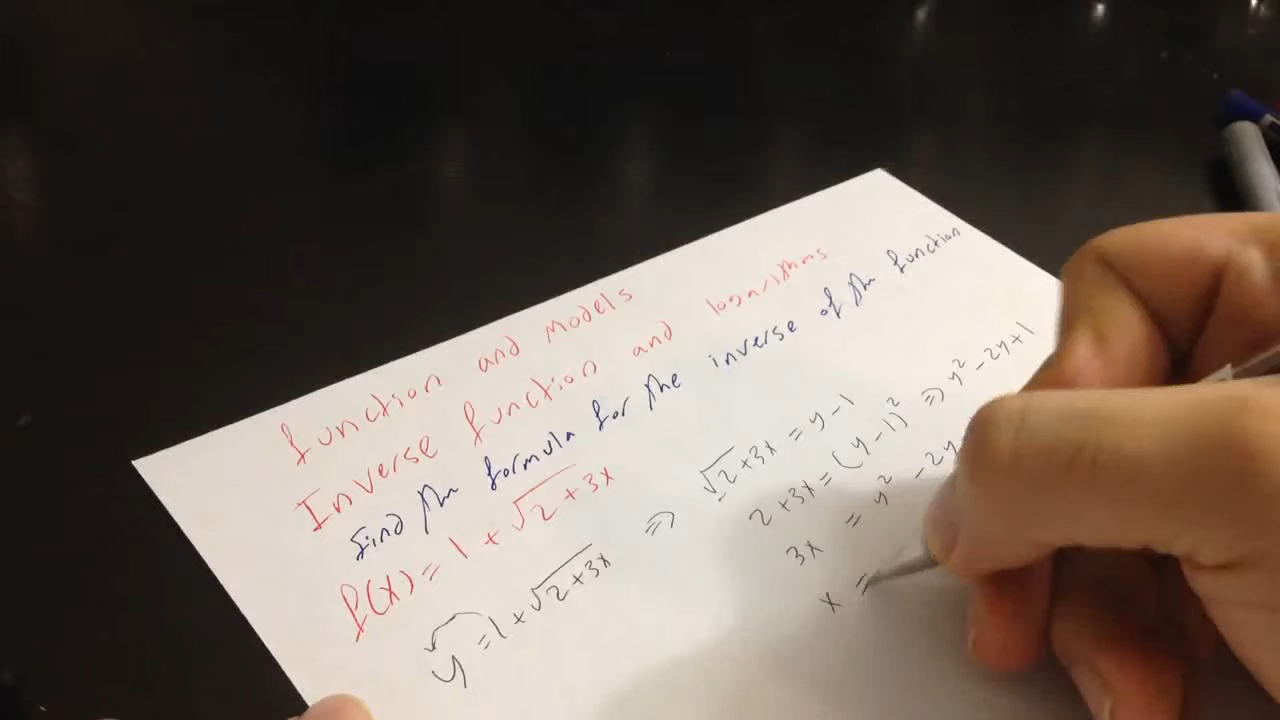 function and models
Inverse function and logarithms
find the formula for the inverse of the function
f(x) = 1 + √2+3x
y = 1 + √2+3x ⇒ √2+3x = y - 1
2+3x = (y - 1)² ⇒ y² - 2y + 1
3x = y² - 2y
x =